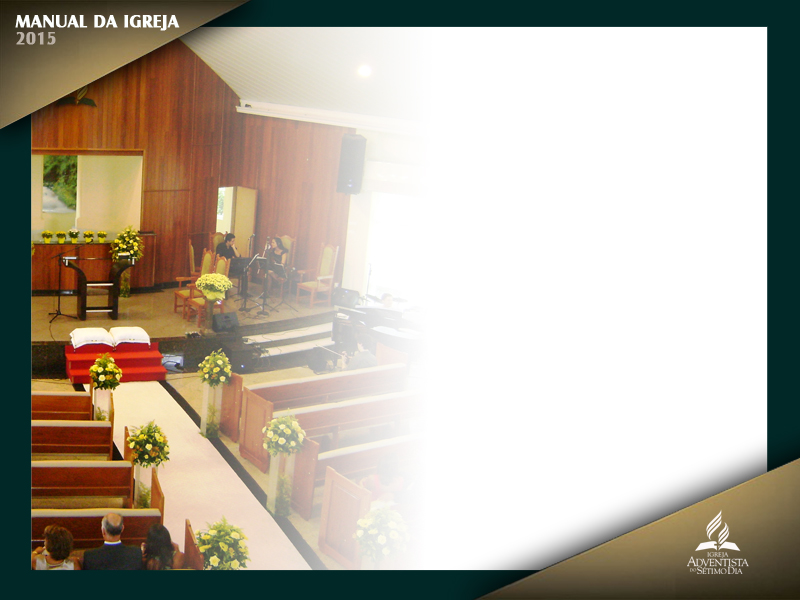 MANUAL DA IGREJA
2015
IGREJA
ADVENTISTA
DO SÉTIMO DIA